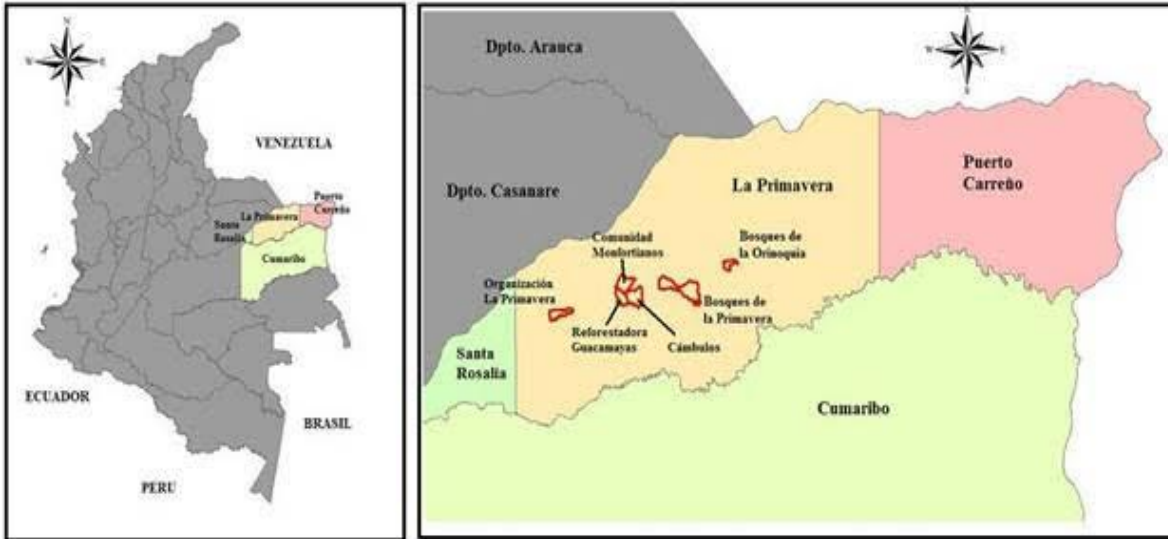 N
W
E
S
VENEZUELA
Puerto
Carreño
La Primavera
Santa
Rosalia
Cumaribo
ECUADOR
BRASIL
PERU
Dpto. Arauca
N
W
E
S
Dpto. Casanare
La Primavera
Puerto
Carreño
Comunidad
Monfortianos
Bosques de
la Orinoquia
Organización
La Primavera
Bosques de
la Primavera
Reforestadora
Guacamayas
Cámbulos
Santa
Rosalia
Cumaribo